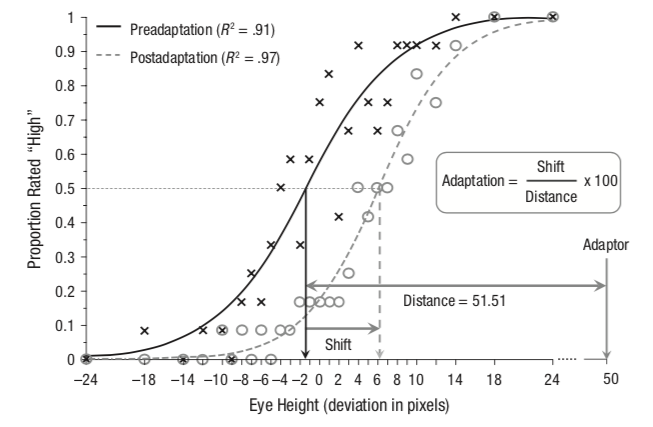 Preadaptation (R² = .91)
Postadaptation (R² = .97)
Proportion Rated “High”
1
0.9
0.8
0.7
0.6
0.5
0.4
0.3
0.2
0.1
0
Adaptation = Shift / Distance x 100
Adaptor
Distance = 51.51
Shift
−24 −18 −14 −10 −8 −6 −4 −2 0 2 4 6 8 10 14 18 24 50
Eye Height (deviation in pixels)